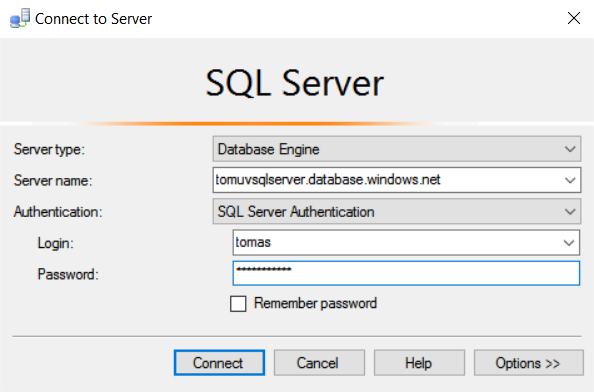 Connect to Server
SQL Server
Server type: Database Engine
Server name: tomuvsqlserver.database.windows.net
Authentication: SQL Server Authentication
Login: tomas
Password: ***********
Remember password
Connect Cancel Help Options >>